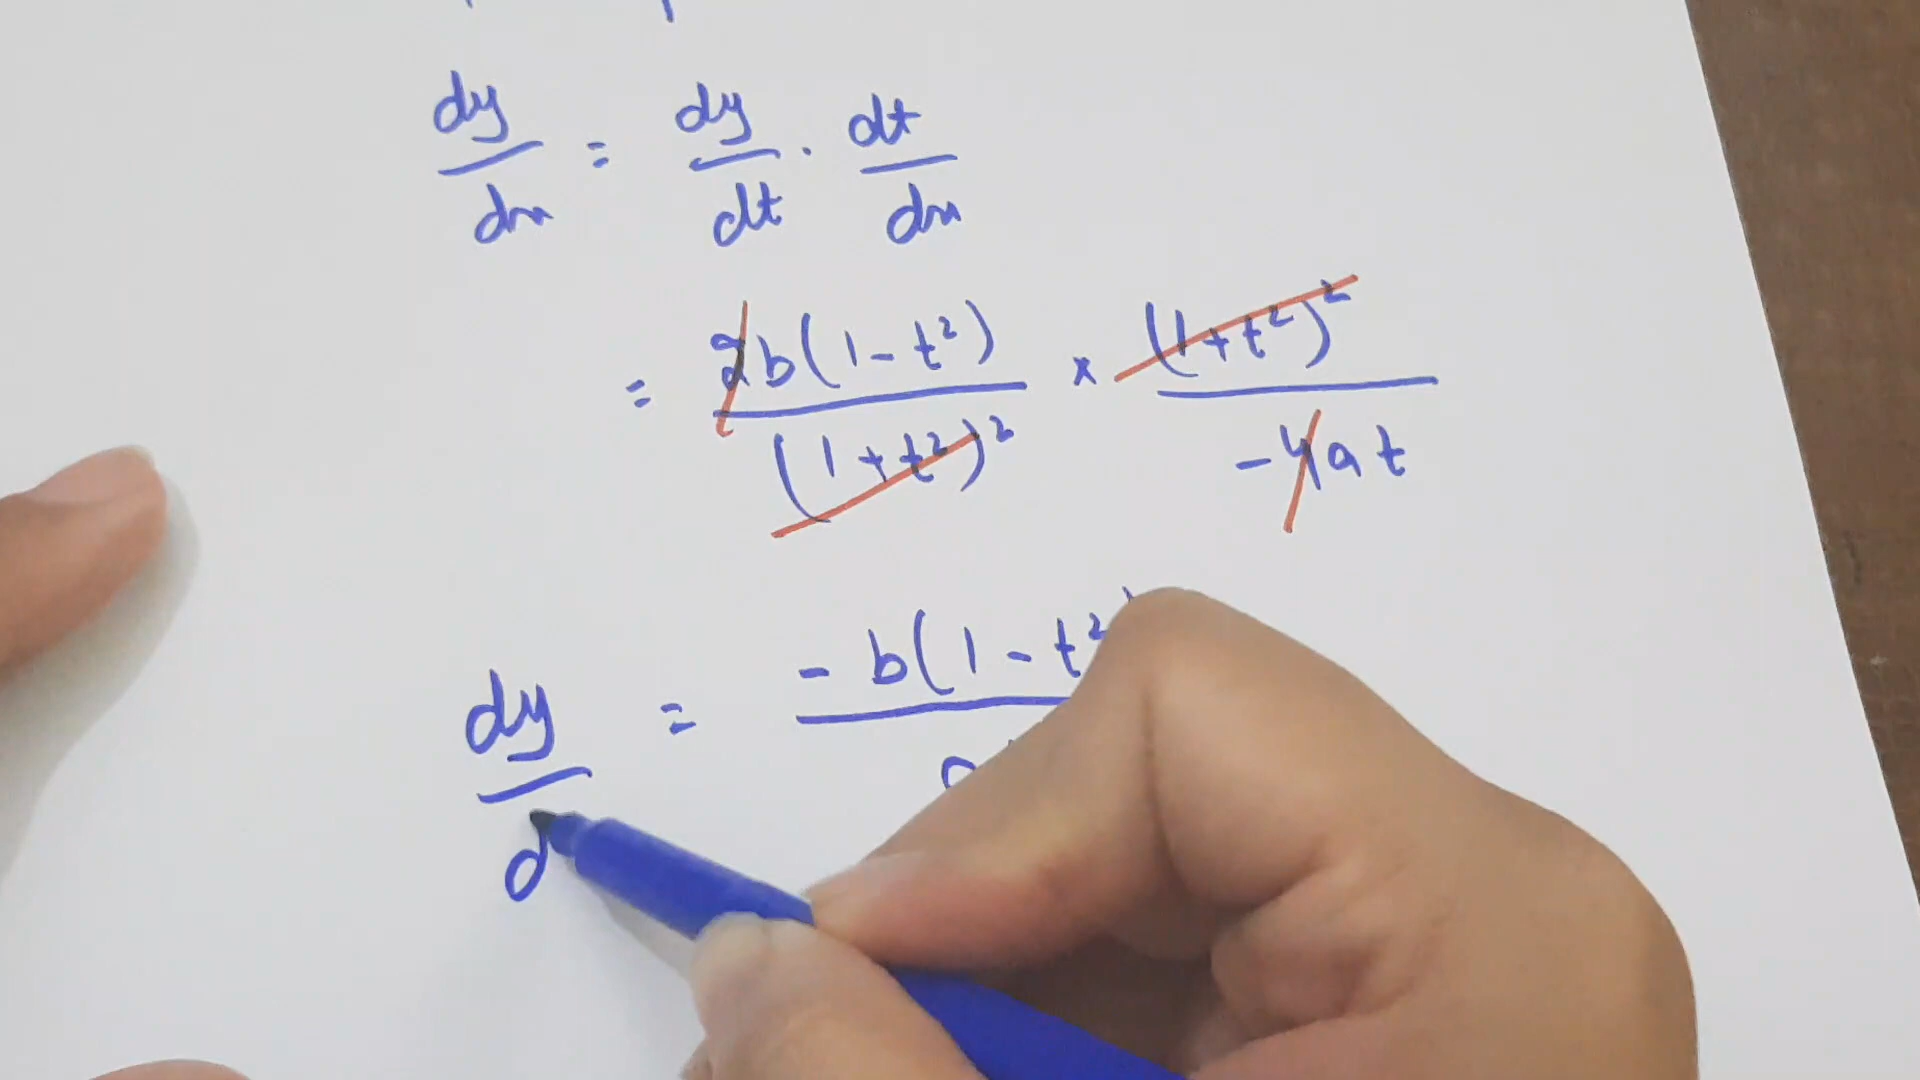 dy/dx = dy/dt . dt/dx
= 2b(1-t²)/(1+t²)² x (1+t²)²/-4at
dy/d = -b(1-t²